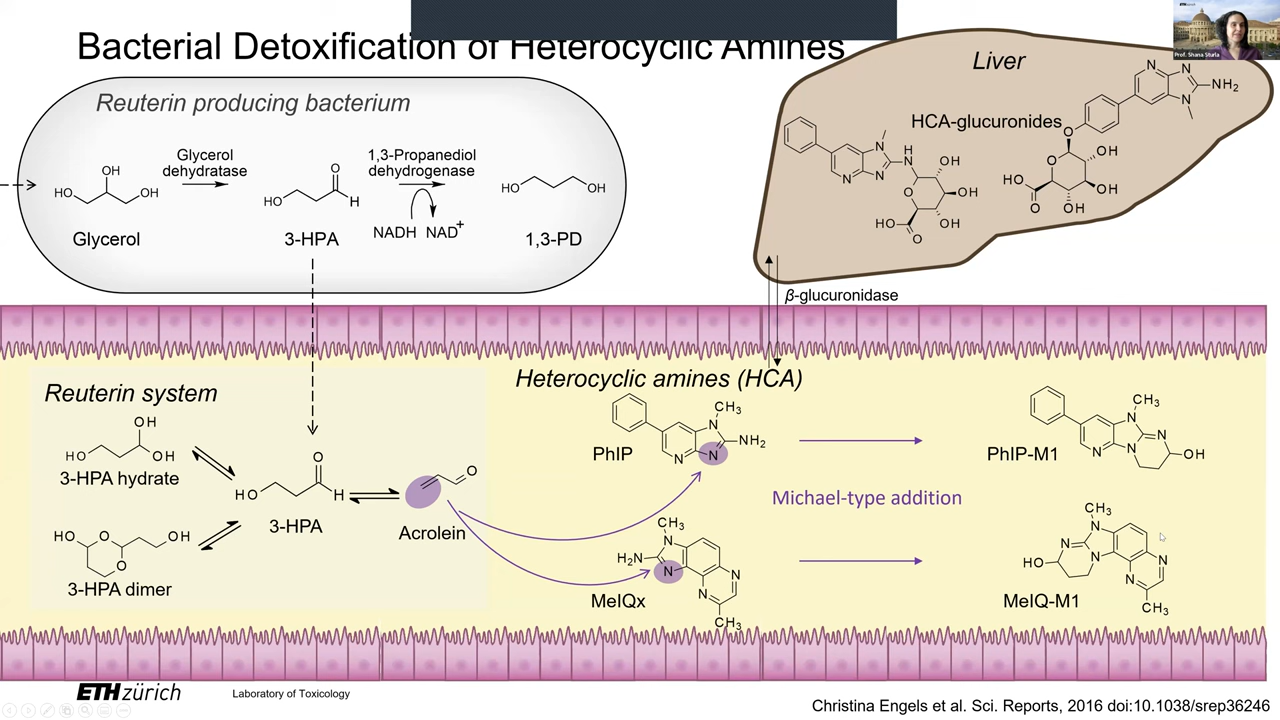 Bacterial Detoxification of Heterocyclic Amines
ETHzürich
Prof. Shana Sturla
Reuterin producing bacterium
Liver
HCA-glucuronides
Glycerol
dehydratase
1,3-Propanediol
dehydrogenase
OH
HO
OH
O
HO
H
HO
OH
NADH NAD+
Glycerol
3-HPA
1,3-PD
N
N
N
N
H
N
OH
O
OH
HO
O
OH
N
N
NH2
N
O
O
OH
HO
O
OH
OH
β-glucuronidase
Reuterin system
Heterocyclic amines (HCA)
OH
HO
OH
3-HPA hydrate
O
HO
H
3-HPA
O
Acrolein
HO
O
OH
O
3-HPA dimer
CH3
N
NH2
N
N
PhIP
CH3
N
N
N
N
OH
PhIP-M1
Michael-type addition
CH3
N
H2N
N
N
N
CH3
MeIQx
CH3
N
N
HO
N
N
N
CH3
MeIQ-M1
ETHzürich
Laboratory of Toxicology
Christina Engels et al. Sci. Reports, 2016 doi:10.1038/srep36246